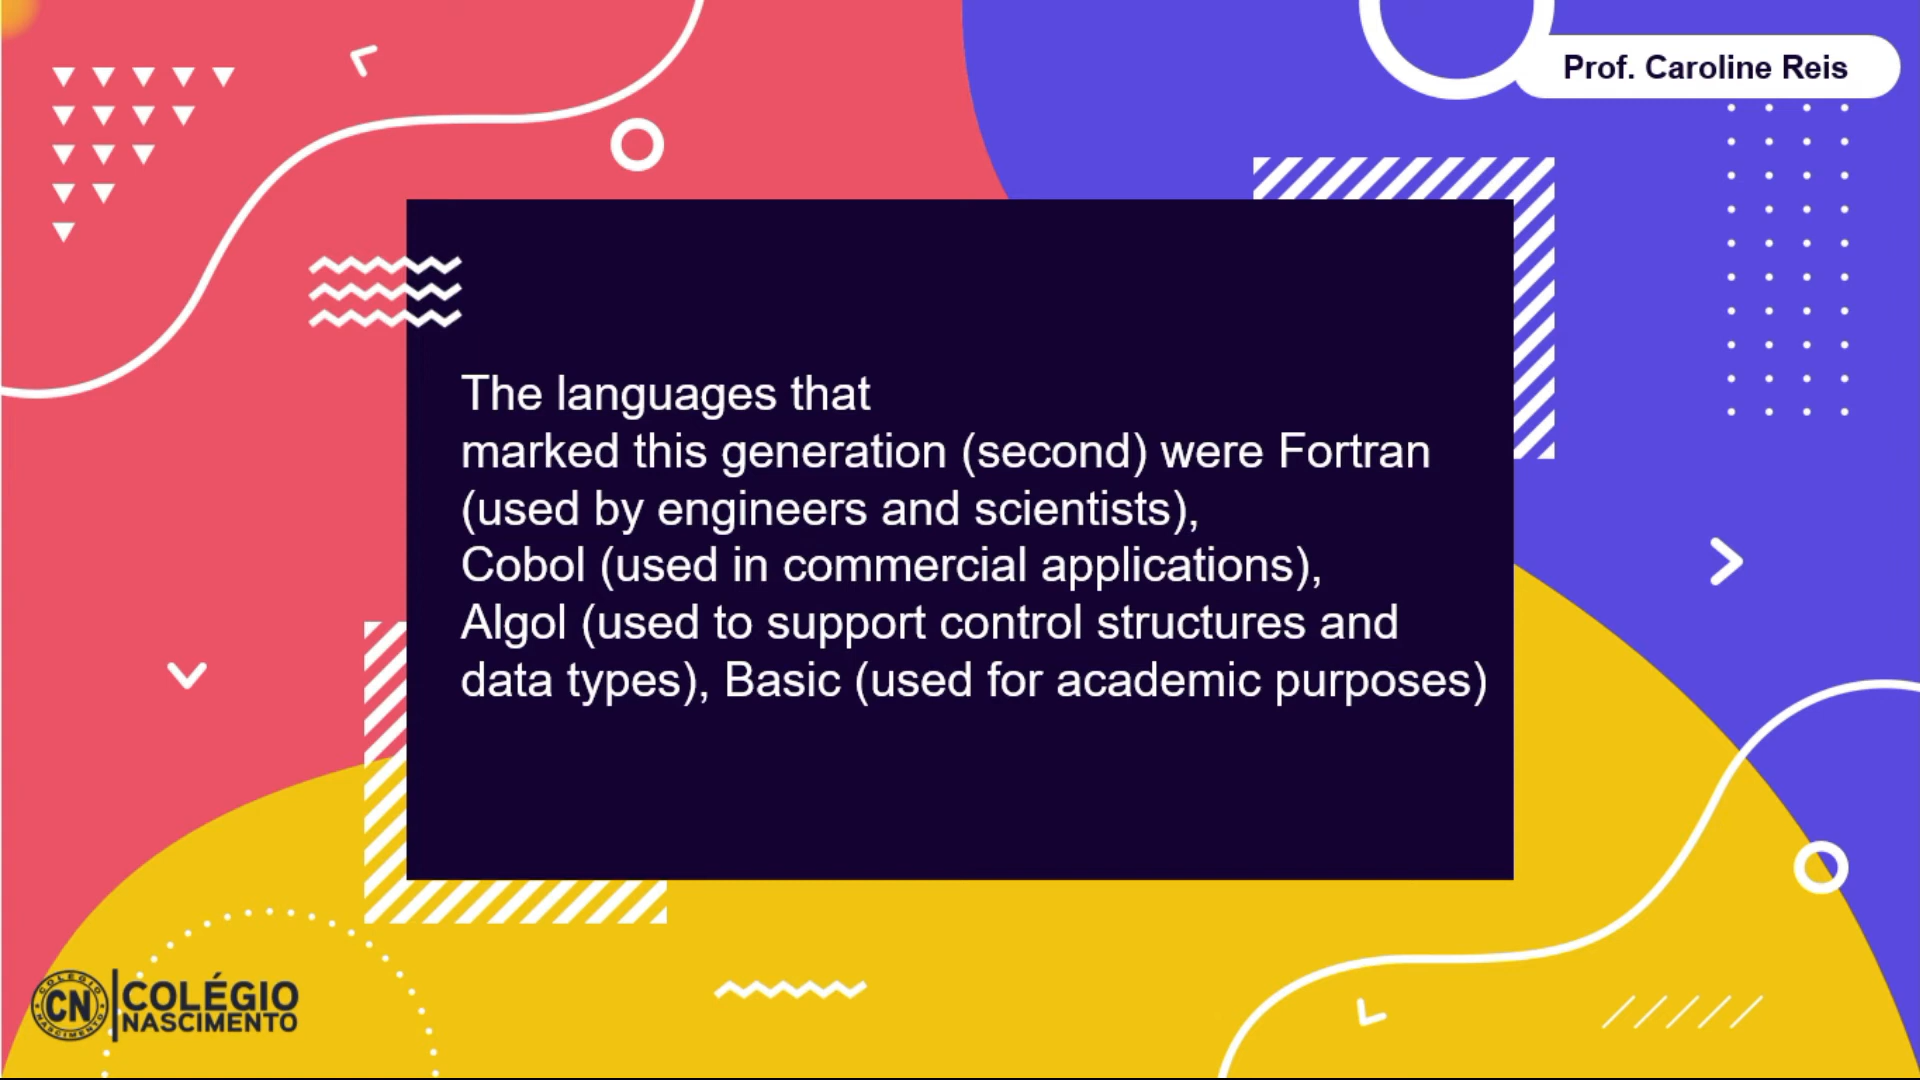 Prof. Caroline Reis
The languages that
marked this generation (second) were Fortran
(used by engineers and scientists),
Cobol (used in commercial applications),
Algol (used to support control structures and
data types), Basic (used for academic purposes)
COLÉGIO
CN
NASCIMENTO
COLÉGIO
NASCIMENTO